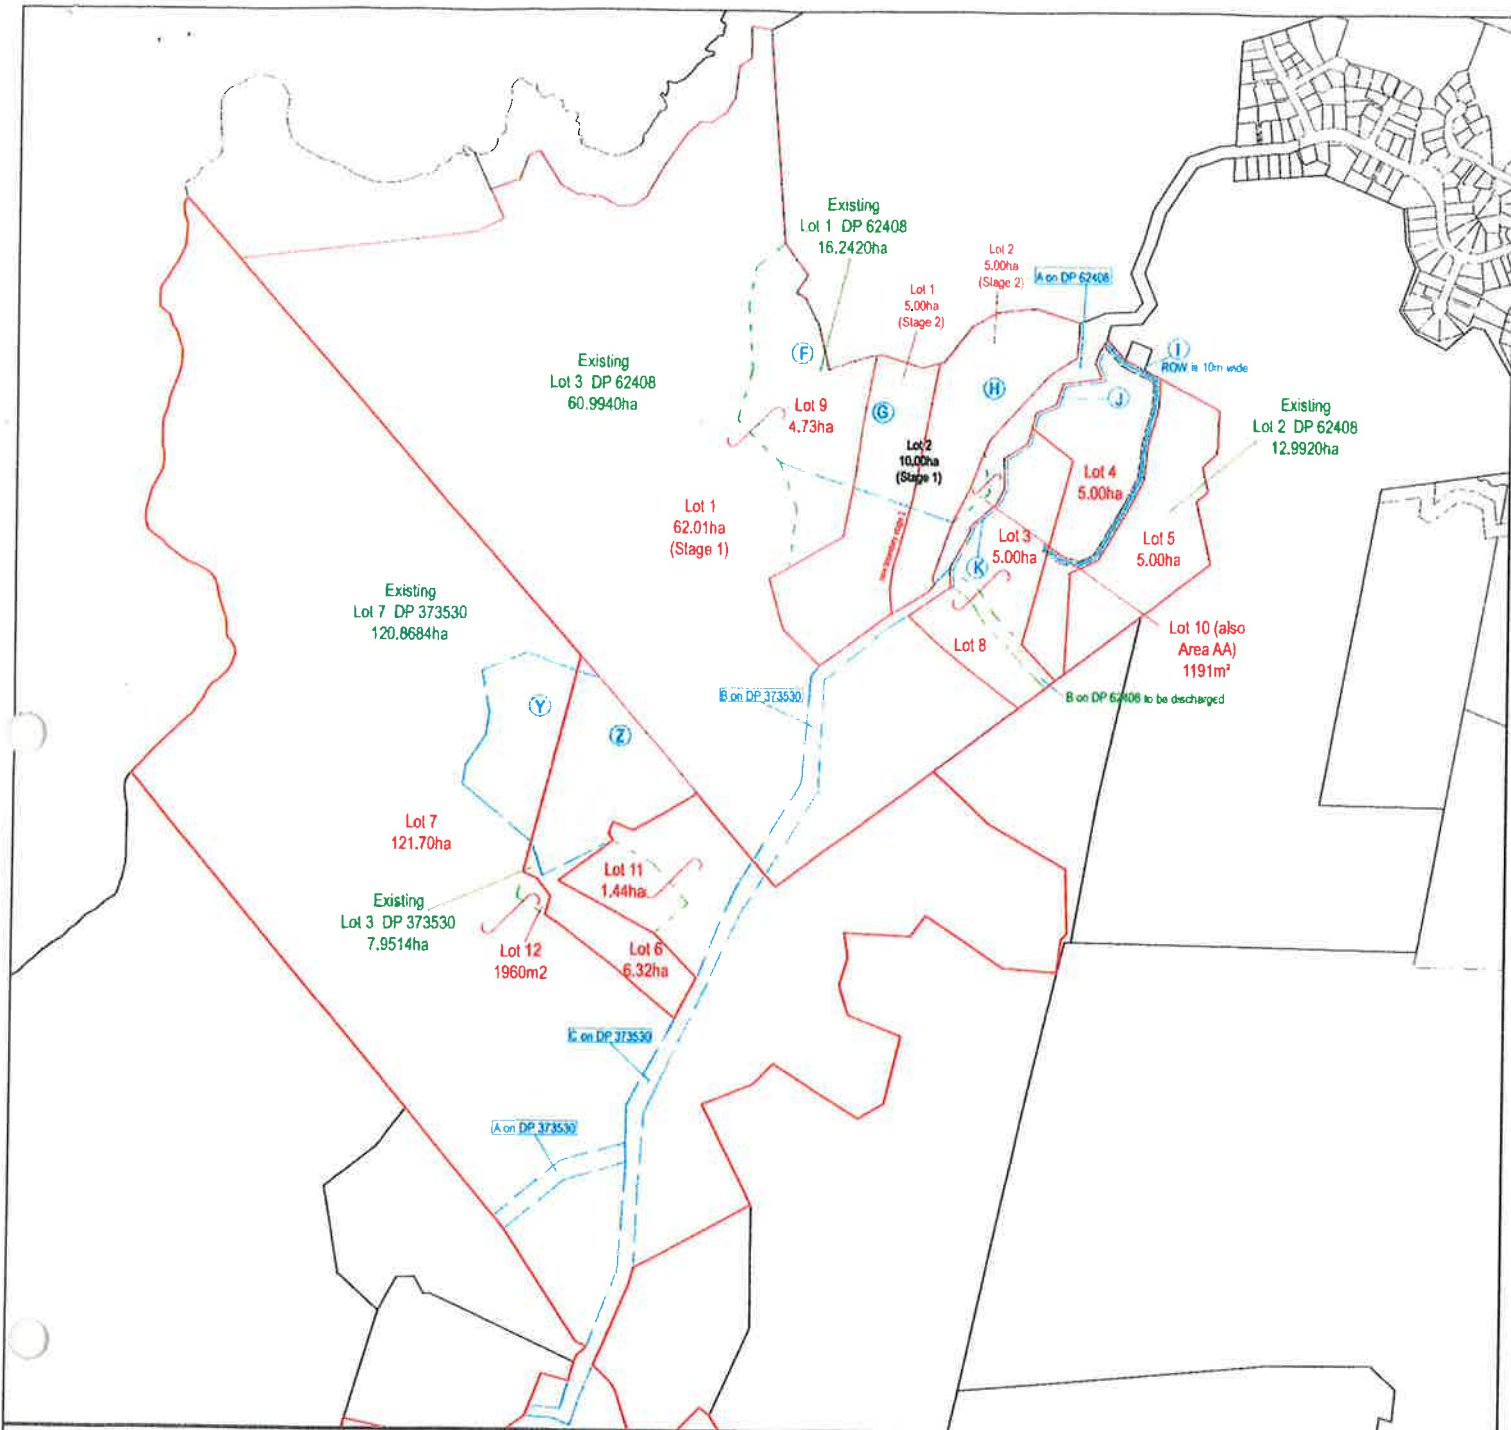 Existing
Lot 1 DP 62408
16.2420ha
Lot 2
5.00ha
(Stage 2)
A on DP 62408
Lot 1
5.00ha
(Stage 2)
F
I
ROW is 10m wide
Existing
Lot 3 DP 62408
60.9940ha
H
J
Lot 9
4.73ha
G
Existing
Lot 2 DP 62408
12.9920ha
Lot 2
10.00ha
(Stage 1)
Lot 4
5.00ha
Lot 1
62.01ha
(Stage 1)
Lot 3
5.00ha
Lot 5
5.00ha
K
Existing
Lot 7 DP 373530
120.8684ha
Lot 8
Lot 10 (also
Area AA)
1191m²
B on DP 373530
B on DP 62408 to be discharged
Y
Z
Lot 7
121.70ha
Lot 11
1.44ha
Existing
Lot 3 DP 373530
7.9514ha
Lot 12
1960m2
Lot 6
6.32ha
C on DP 373530
A on DP 373530